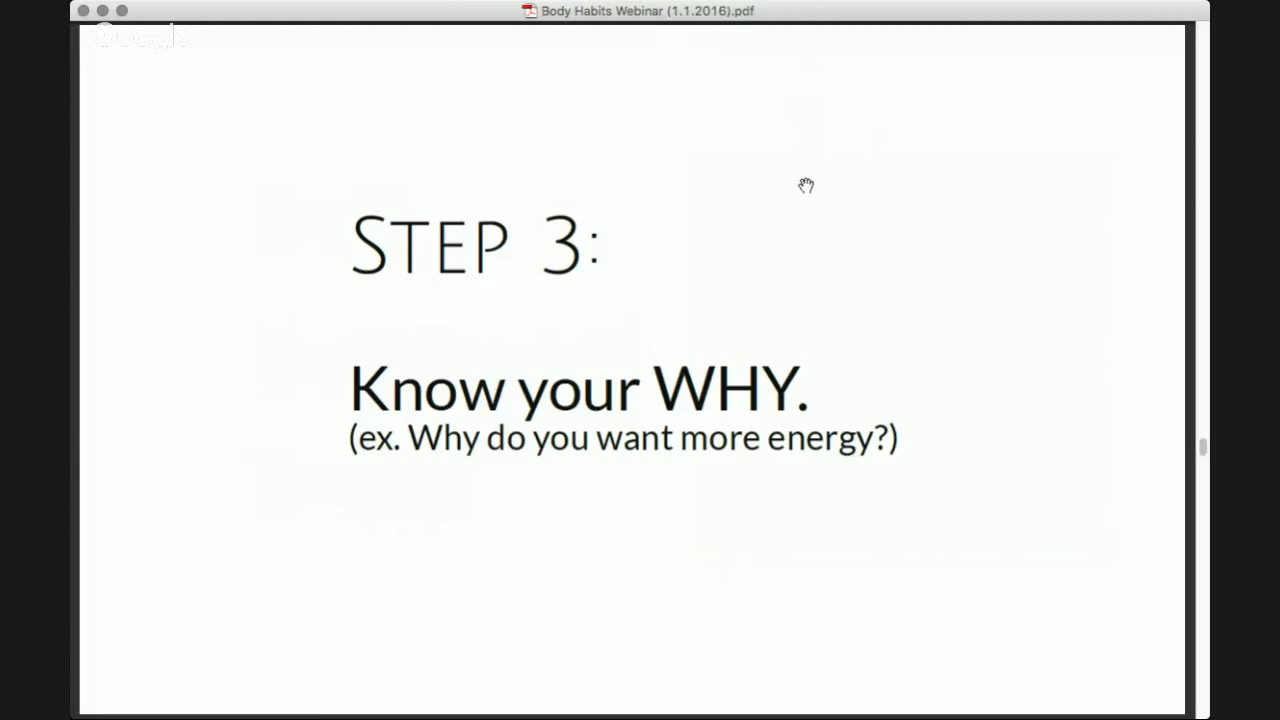 Body Habits Webinar (1.1.2016).pdf
Google
STEP 3:
Know your WHY.
(ex. Why do you want more energy?)